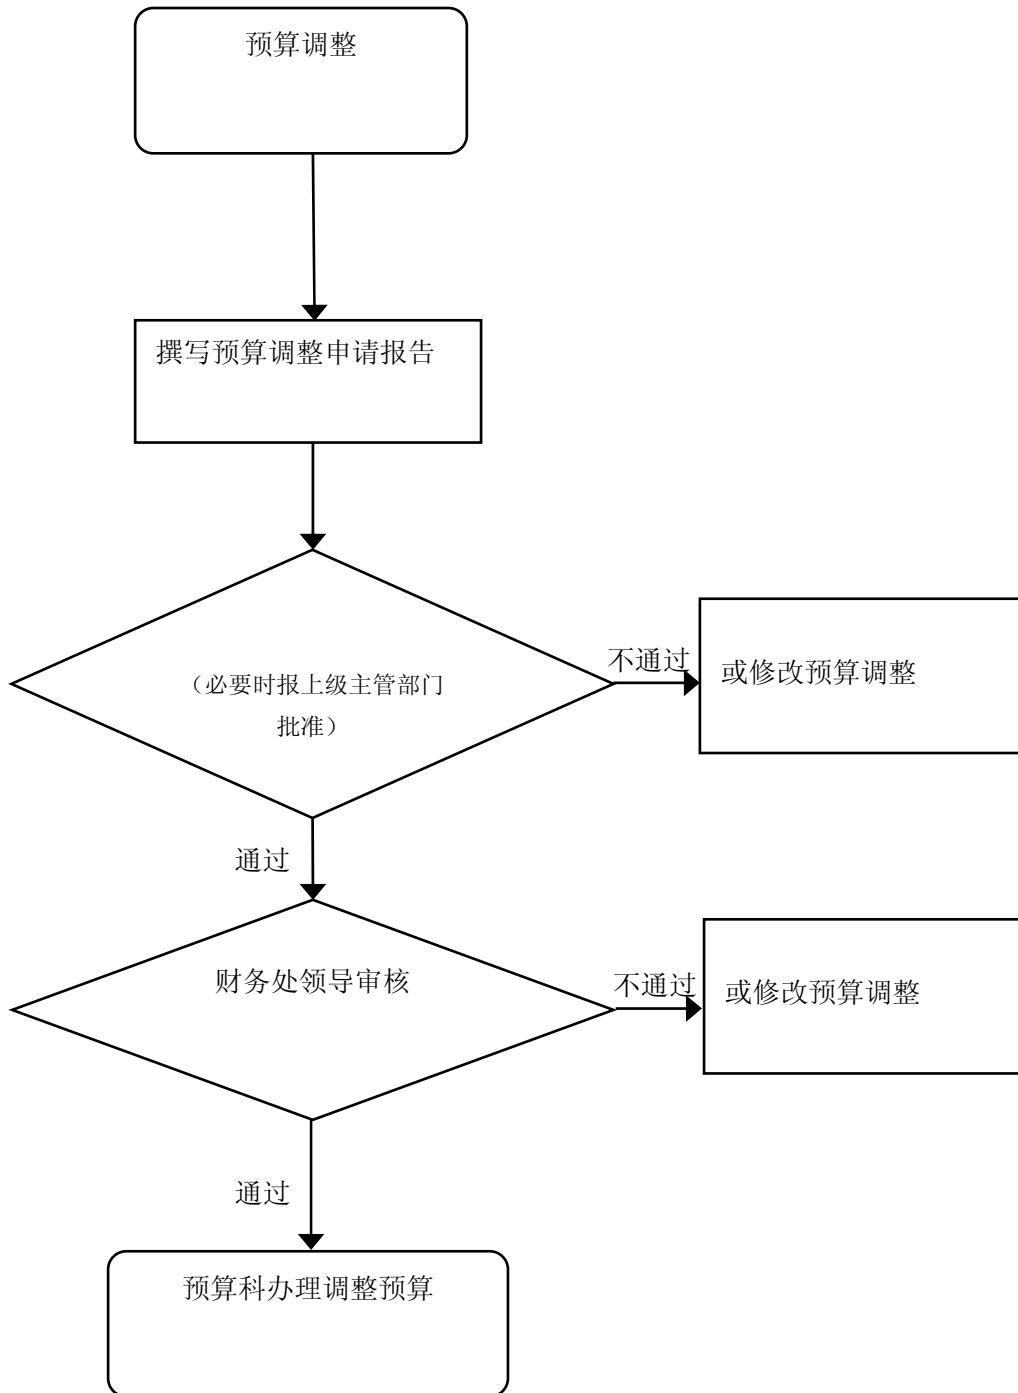 预算调整
撰写预算调整申请报告
不通过
或修改预算调整
（必要时报上级主管部门
批准）
通过
财务处领导审核
不通过
或修改预算调整
通过
预算科办理调整预算